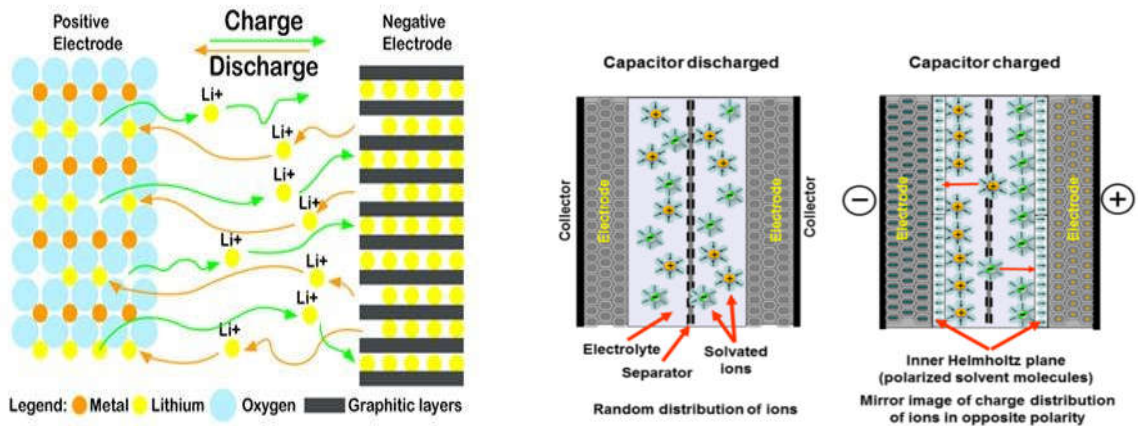 Positive
Electrode
Charge
Discharge
Negative
Electrode
Li+
Li+
Li+
Li+
Li+
Li+
Li+
Li+
Legend: Metal Lithium Oxygen Graphitic layers
Capacitor discharged
Collector
Electrode
Electrode
Collector
Electrolyte
Separator
Solvated
ions
Random distribution of ions
Capacitor charged
−
Electrode
Electrode
+
Inner Helmholtz plane
(polarized solvent molecules)
Mirror image of charge distribution
of ions in opposite polarity